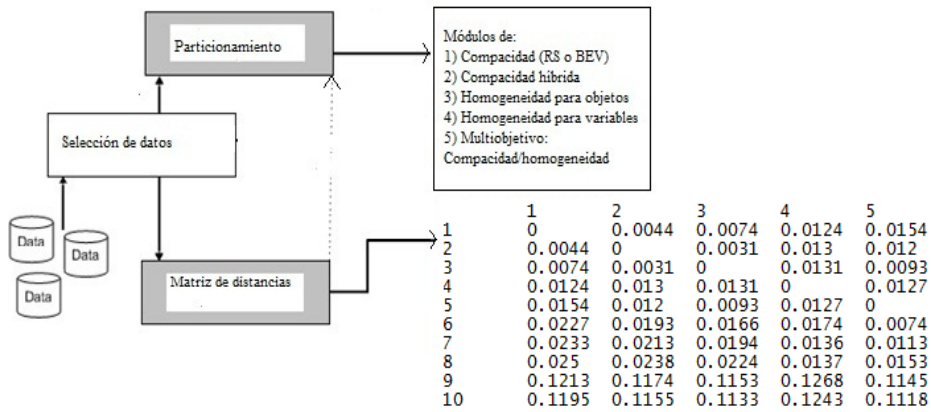 Particionamiento
Módulos de:
1) Compacidad (RS o BEV)
2) Compacidad hibrida
3) Homogeneidad para objetos
4) Homogeneidad para variables
5) Multiobjetivo:
Compacidad/homogeneidad
Selección de datos
Data
Data
Data
Matriz de distancias
1 2 3 4 5
1 0 0.0044 0.0074 0.0124 0.0154
2 0.0044 0 0.0031 0.013 0.012
3 0.0074 0.0031 0 0.0131 0.0093
4 0.0124 0.013 0.0131 0 0.0127
5 0.0154 0.012 0.0093 0.0127 0
6 0.0227 0.0193 0.0166 0.0174 0.0074
7 0.0233 0.0213 0.0194 0.0136 0.0113
8 0.025 0.0238 0.0224 0.0137 0.0153
9 0.1213 0.1174 0.1153 0.1268 0.1145
10 0.1195 0.1155 0.1133 0.1243 0.1118